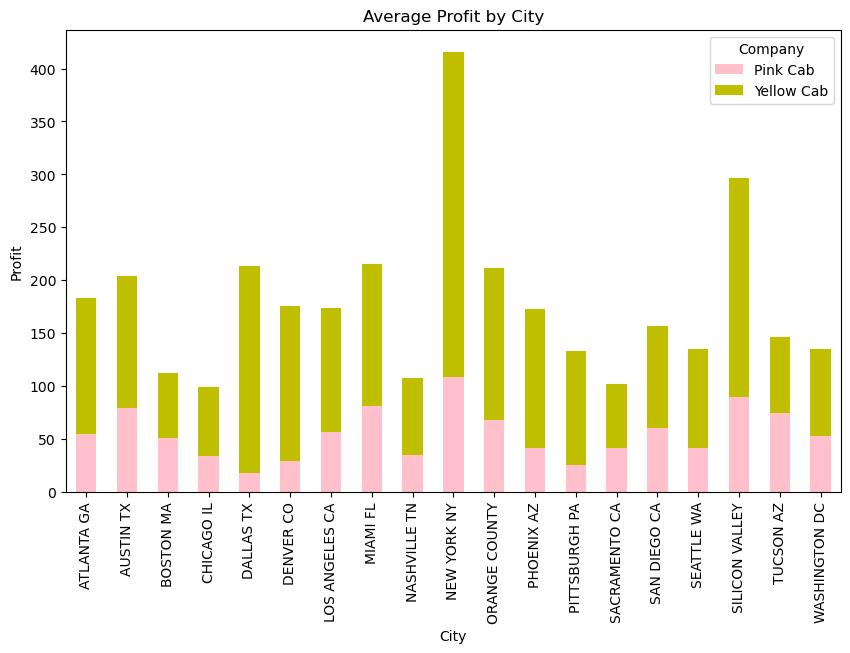 Average Profit by City
Company
Pink Cab
Yellow Cab
Profit
400
350
300
250
200
150
100
50
0
ATLANTA GA
AUSTIN TX
BOSTON MA
CHICAGO IL
DALLAS TX
DENVER CO
LOS ANGELES CA
MIAMI FL
NASHVILLE TN
NEW YORK NY
ORANGE COUNTY
PHOENIX AZ
PITTSBURGH PA
SACRAMENTO CA
SAN DIEGO CA
SEATTLE WA
SILICON VALLEY
TUCSON AZ
WASHINGTON DC
City